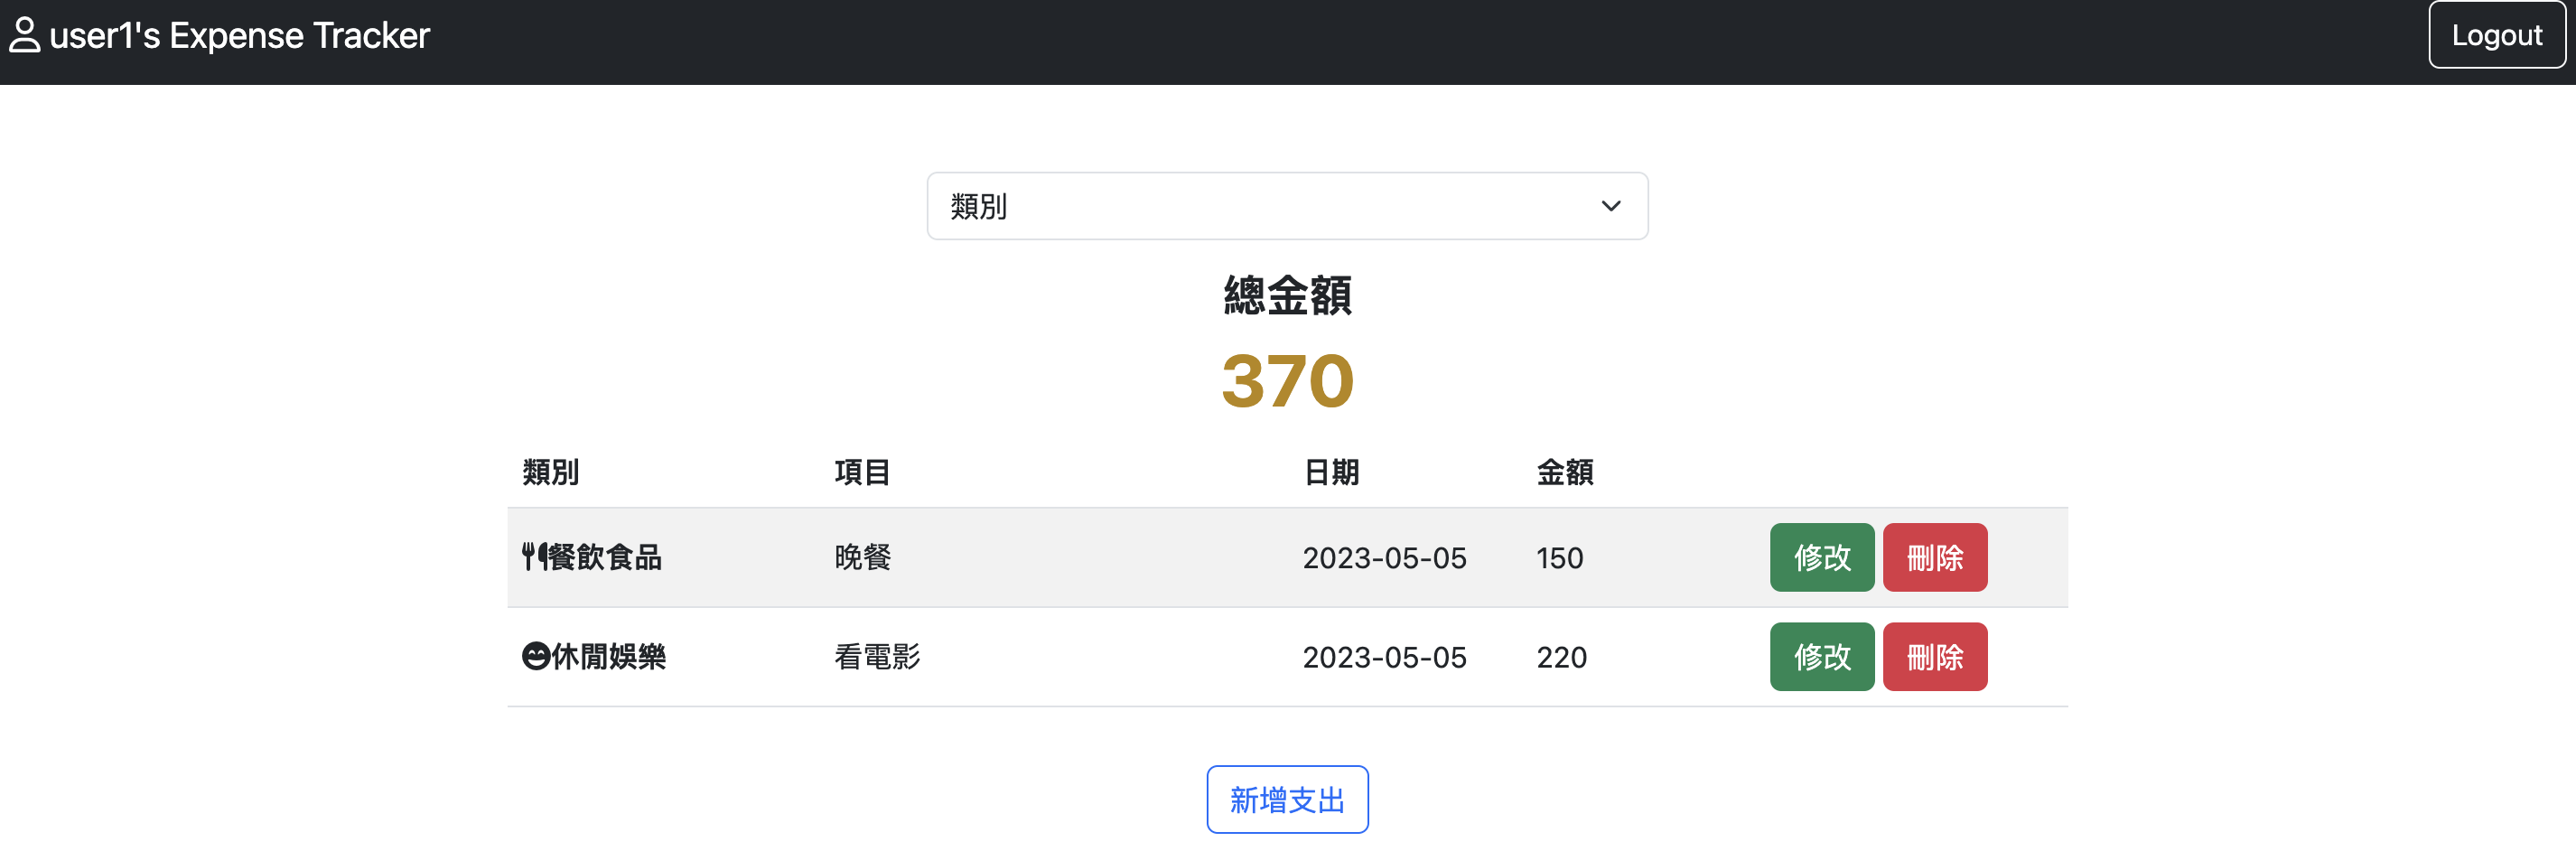 user1's Expense Tracker Logout
類別
總金額
370
類別 項目 日期 金額
餐飲食品 晚餐 2023-05-05 150 修改 刪除
休閒娛樂 看電影 2023-05-05 220 修改 刪除
新增支出